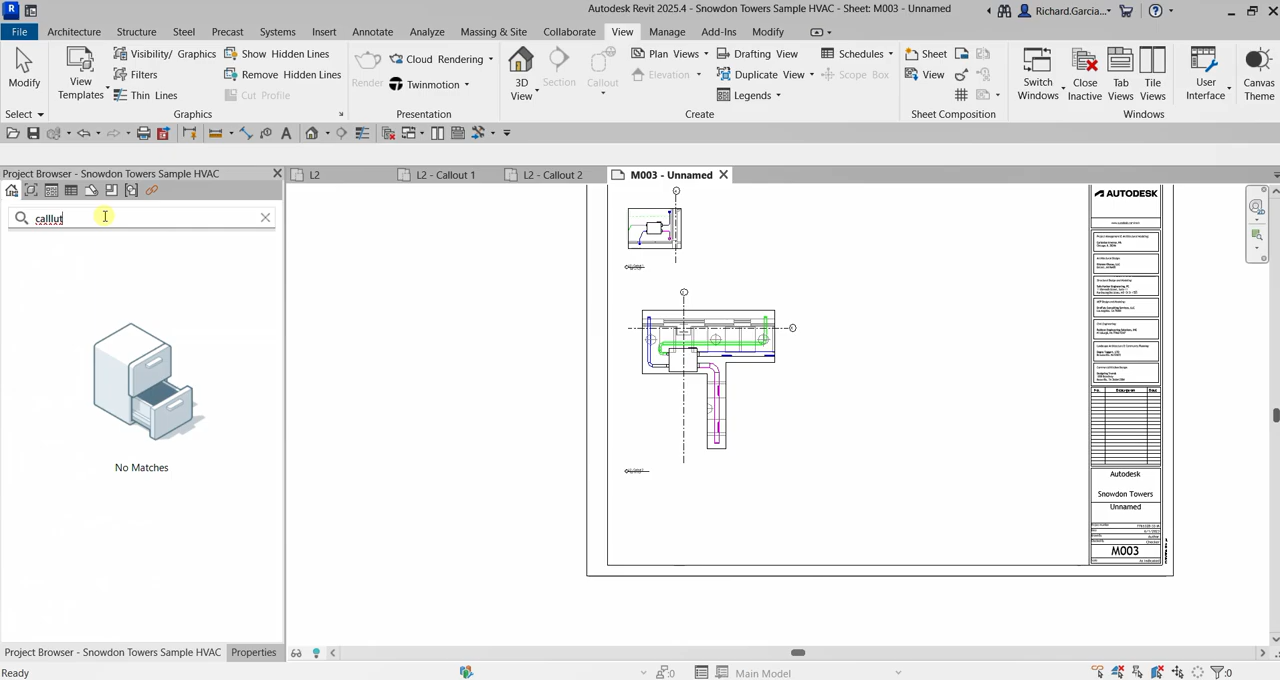 Autodesk Revit 2025.4 - Snowdon Towers Sample HVAC - Sheet: M003 - Unnamed
Richard.Garcia...
File Architecture Structure Steel Precast Systems Insert Annotate Analyze Massing & Site Collaborate View Manage Add-Ins Modify
Modify
Select
View Templates
Visibility/ Graphics
Filters
Thin Lines
Show Hidden Lines
Remove Hidden Lines
Cut Profile
Graphics
Render
Cloud Rendering
Twinmotion
Presentation
3D View
Section
Callout
Plan Views
Elevation
Drafting View
Duplicate View
Legends
Schedules
Scope Box
Create
Sheet
View
Sheet Composition
Switch Windows
Close Inactive
Tab Views
Tile Views
User Interface
Windows
Canvas Theme
Project Browser - Snowdon Towers Sample HVAC
L2
L2 - Callout 1
L2 - Callout 2
M003 - Unnamed
calllut
No Matches
AUTODESK
Autodesk
Snowdon Towers
Unnamed
M003
Project Browser - Snowdon Towers Sample HVAC
Properties
Ready
:0
Main Model
:0